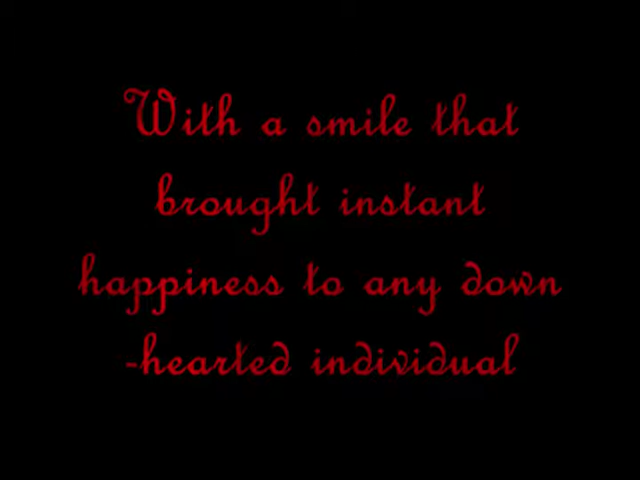 With a smile that
brought instant
happiness to any down
-hearted individual